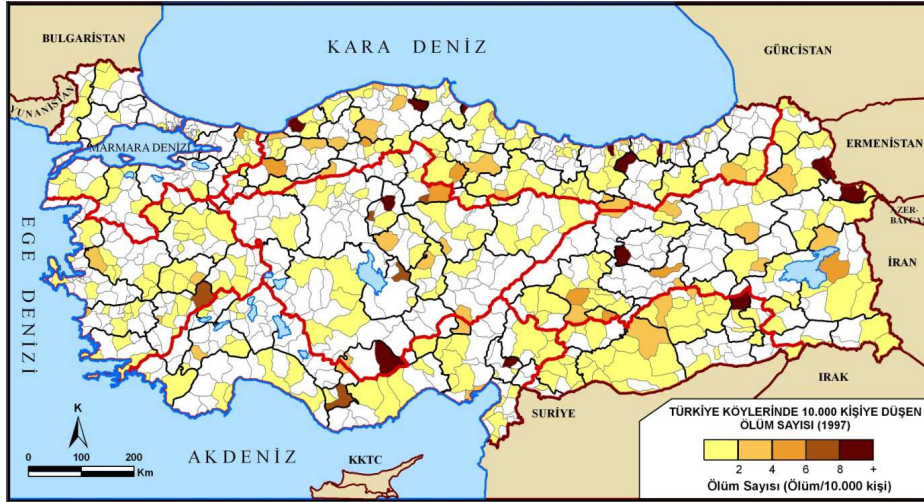 BULGARİSTAN
KARA DENİZ
GÜRCİSTAN
YUNANİSTAN
MARMARA DENİZİ
ERMENİSTAN
AZER-
BAYCAN
EGE DENİZİ
İRAN
IRAK
SURİYE
K
AKDENİZ
KKTC
0 100 200
Km
TÜRKİYE KÖYLERİNDE 10.000 KİŞİYE DÜŞEN
ÖLÜM SAYISI (1997)
2 4 6 8 +
Ölüm Sayısı (Ölüm/10.000 kişi)